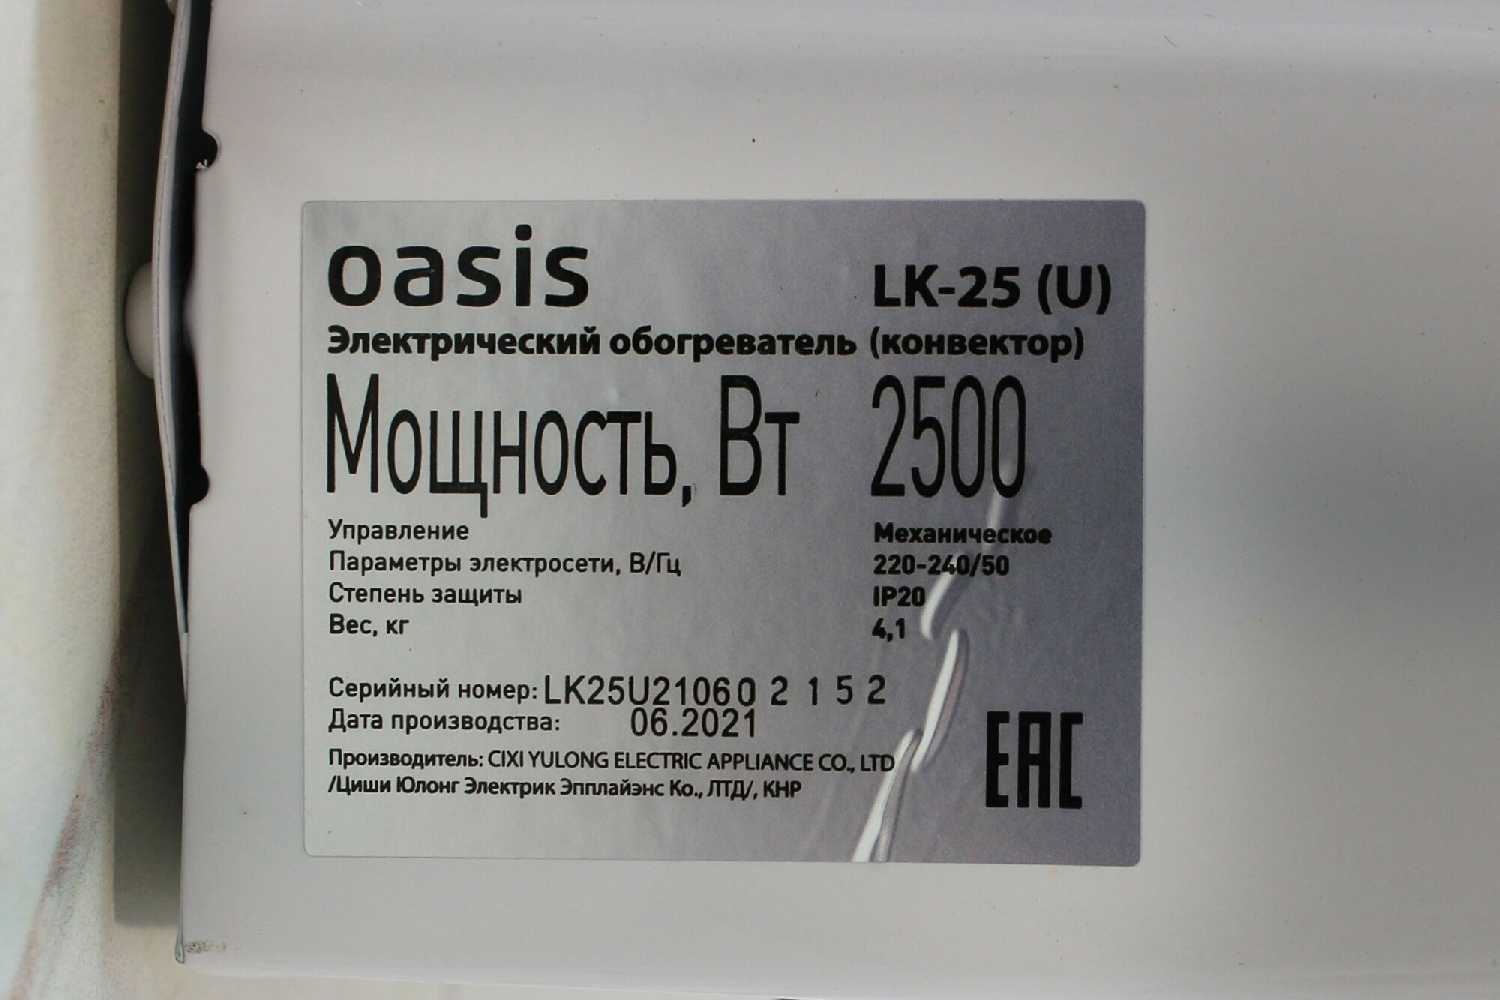 oasis LK-25 (U)
Электрический обогреватель (конвектор)
Мощность, Вт 2500
Управление Механическое
Параметры электросети, В/Гц 220-240/50
Степень защиты IP20
Вес, кг 4,1
Серийный номер: LK25U21060 2 1 5 2
Дата производства: 06.2021
Производитель: CIXI YULONG ELECTRIC APPLIANCE CO., LTD
/Циши Юлонг Электрик Эпплайэнс Ко., ЛТД/, КНР
EAC